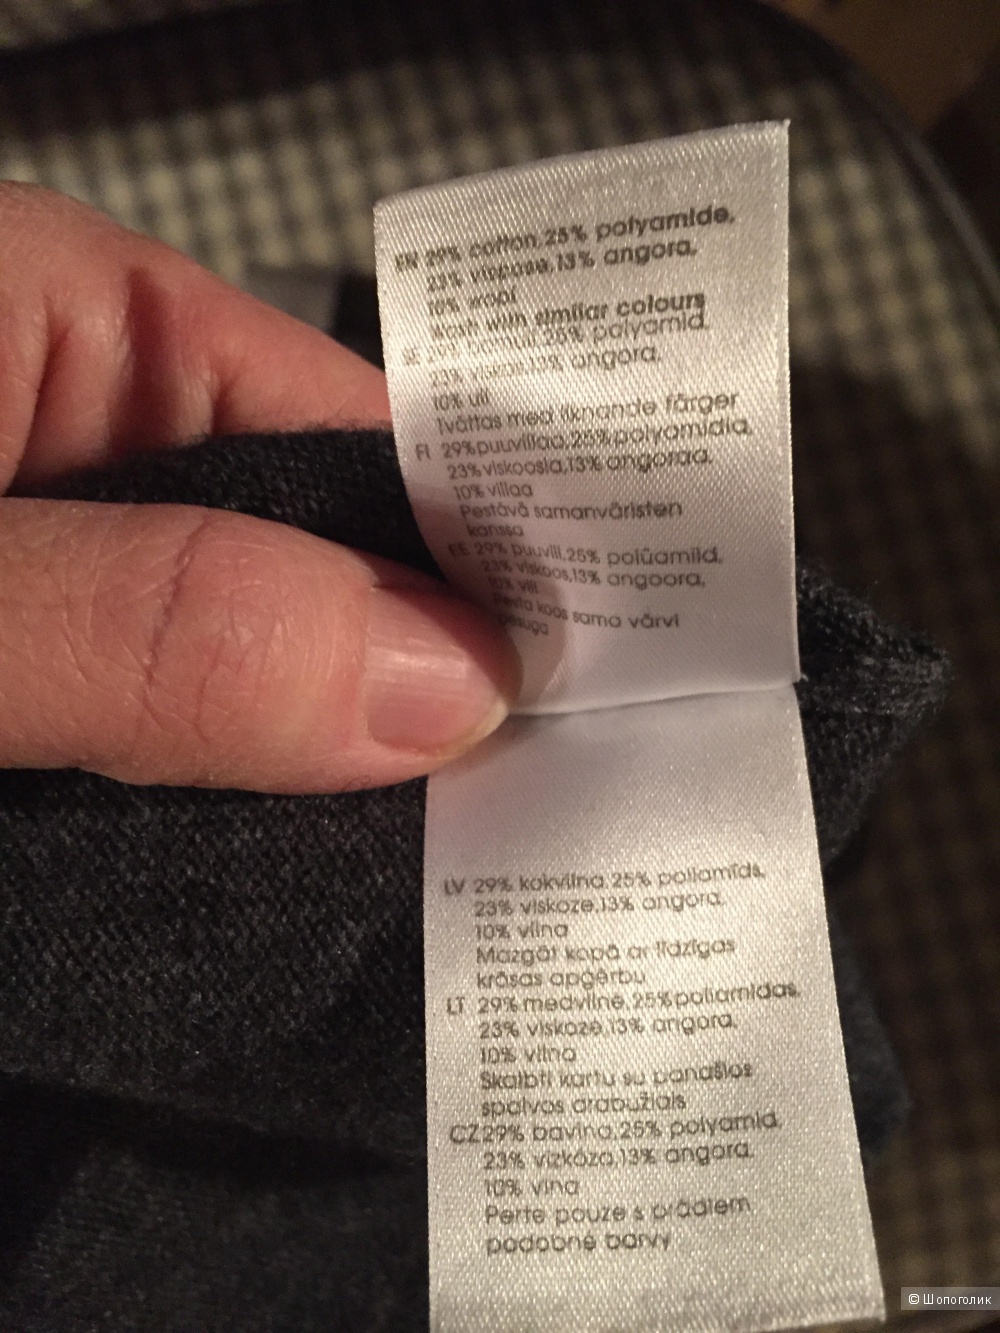 EN 29% cotton,25% polyamide,
23% viscose,13% angora,
10% wool
Wash with similar colours
SE 29% bomull,25% polyamid,
23% viskos,13% angora,
10% ull
Tvättas med liknande färger
FI 29%puuvillaa,25%polyamidia,
23%viskoosia,13%angoraa,
10% villaa
Pestävä samanväristen
kanssa
EE 29% puuvill,25% polüamiid,
23% viskoos,13% angoora,
10% vill
Pesta koos sama värvi
pesuga
LV 29% kokvilna,25% poliamīds,
23% viskoze,13% angora,
10% vilna
Mazgāt kopā ar līdzīgas
krāsas apģērbu
LT 29%medvilnė,25%poliamidas,
23% viskozė,13% angora,
10% vilna
Skalbti kartu su panašios
spalvos drabužiais
CZ29% bavlna,25% polyamid,
23% vizkóza,13% angora,
10% vlna
Perte pouze s prádlem
podobné barvy
© Шопоголик